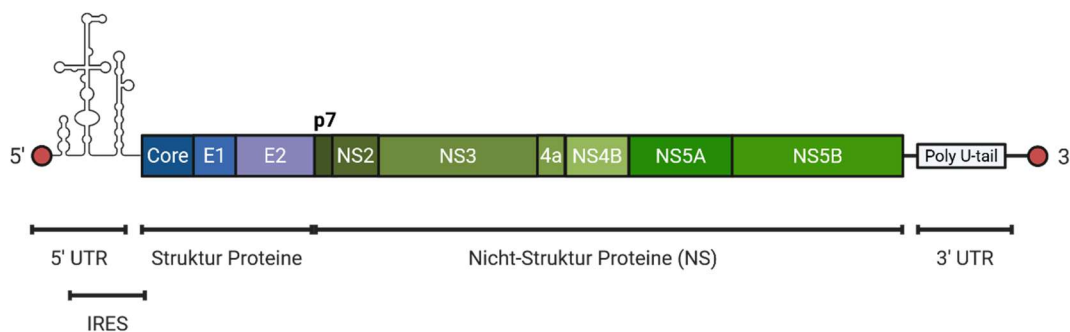 p7
5'
Core E1 E2 NS2 NS3 4a NS4B NS5A NS5B Poly U-tail 3
5' UTR Struktur Proteine Nicht-Struktur Proteine (NS) 3' UTR
IRES